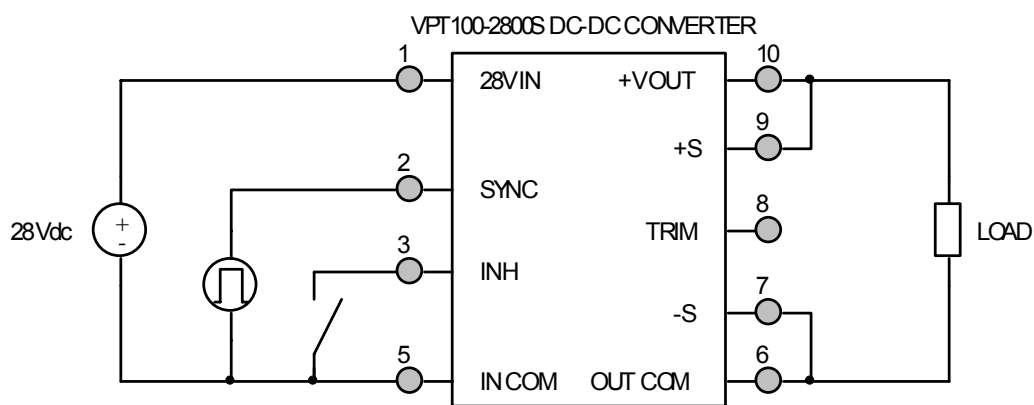 VPT100-2800S DC-DC CONVERTER
1
10
28VIN
+VOUT
9
+S
2
SYNC
8
28Vdc
+
-
TRIM
LOAD
3
INH
7
-S
5
6
IN COM
OUT COM